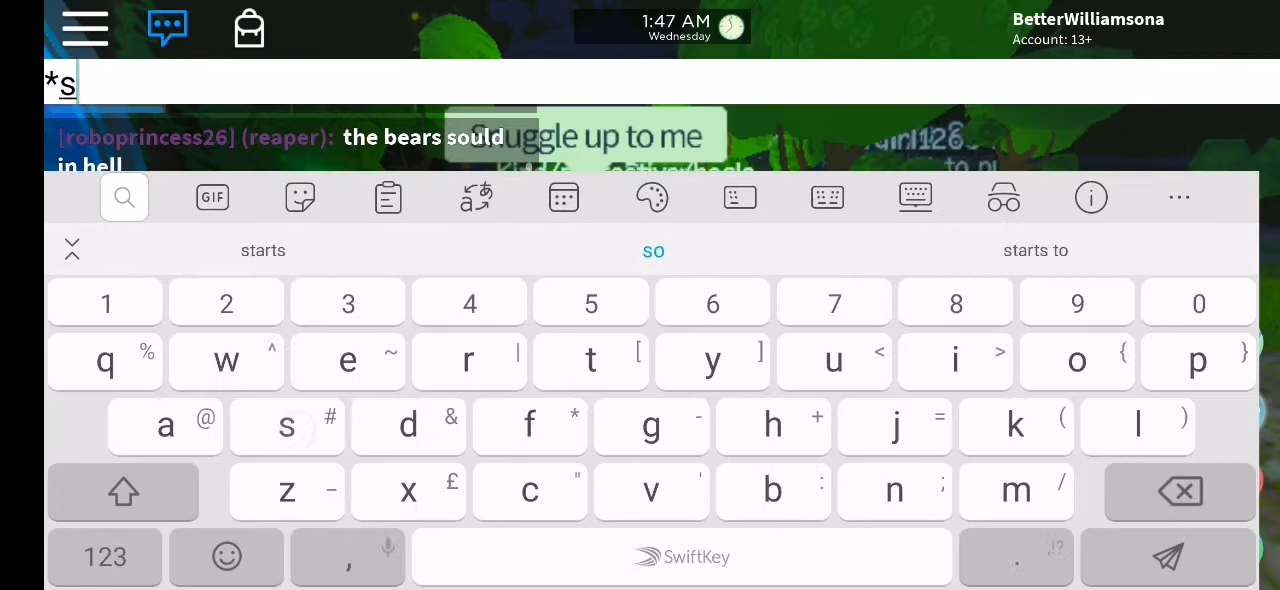 1:47 AM
Wednesday
BetterWilliamsona
Account: 13+
*s
[roboprincess26] (reaper): the bears sould
in hell
Snuggle up to me
GIF
starts
so
starts to
1 2 3 4 5 6 7 8 9 0
q % w ^ e ~ r | t [ y ] u < i > o { p }
a @ s # d & f * g - h + j = k ( l )
z _ x £ c " v ' b : n ; m /
123 , SwiftKey . ,!?